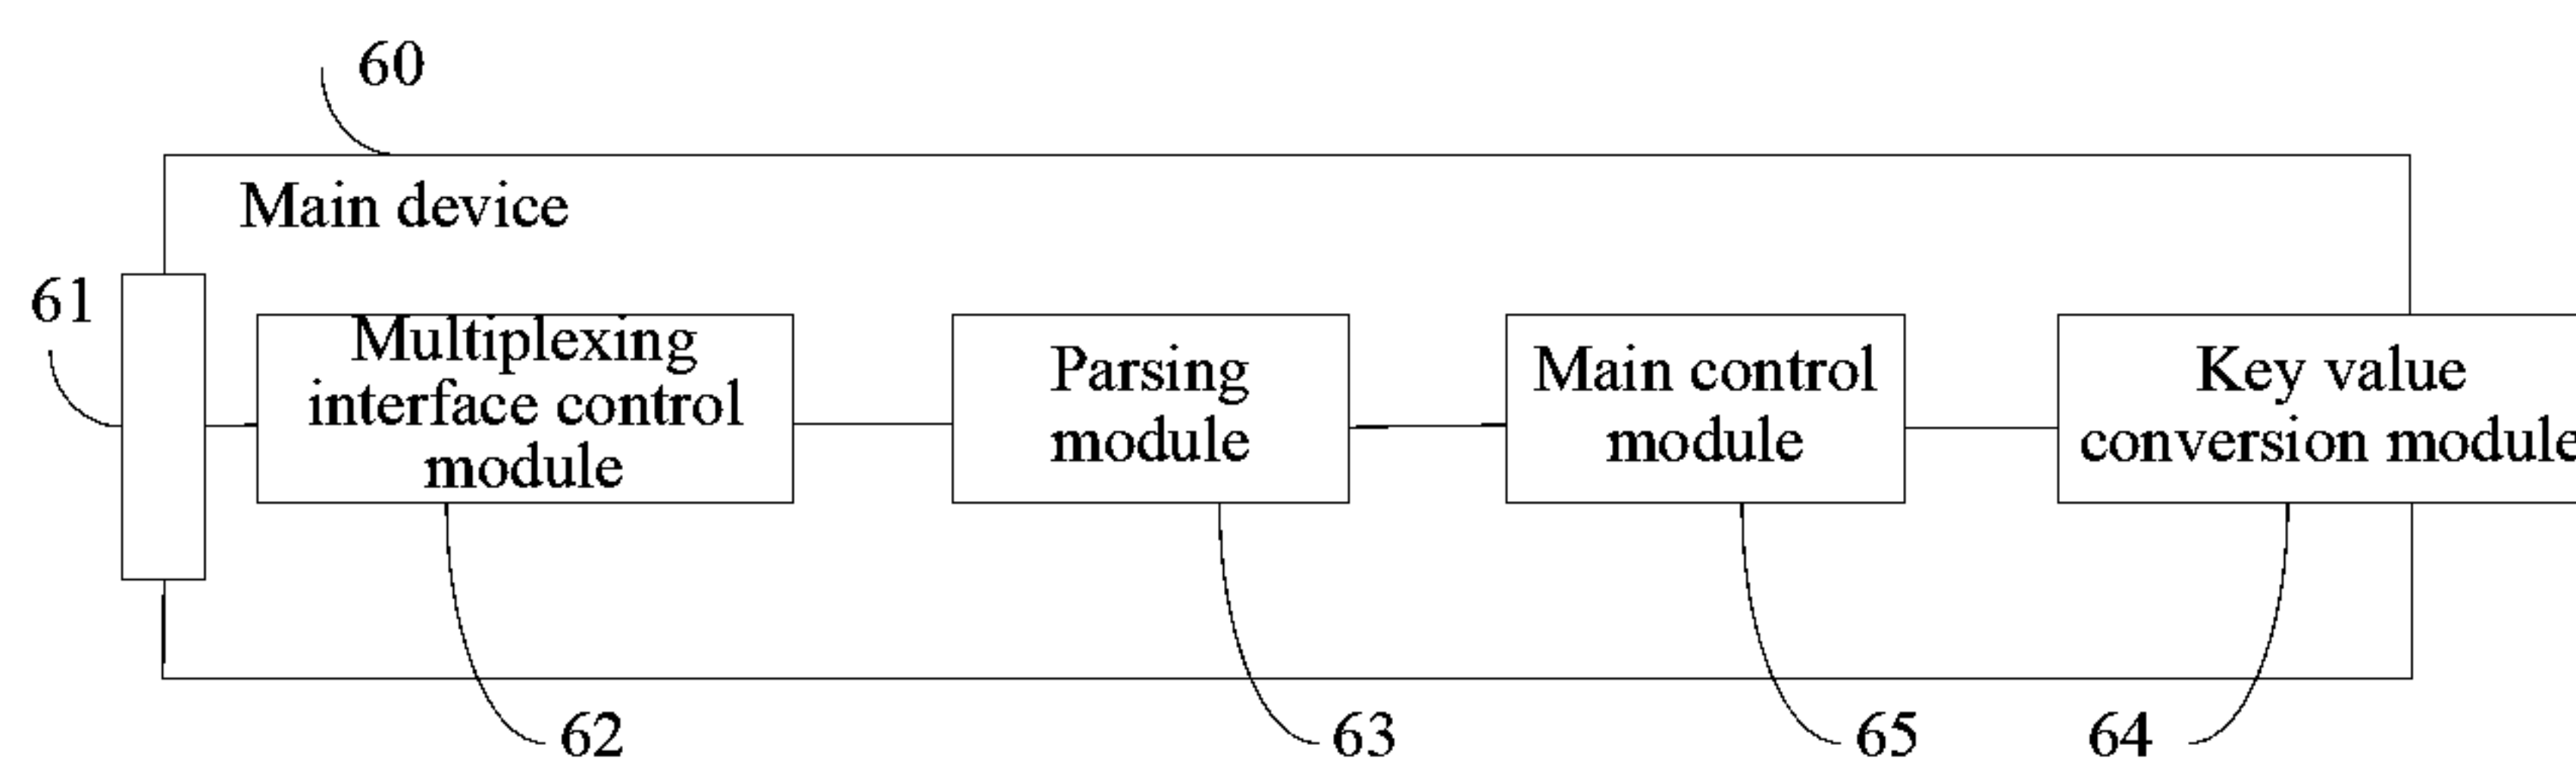 60
Main device
61
Multiplexing
interface control
module
Parsing
module
Main control
module
Key value
conversion module
62
63
65
64